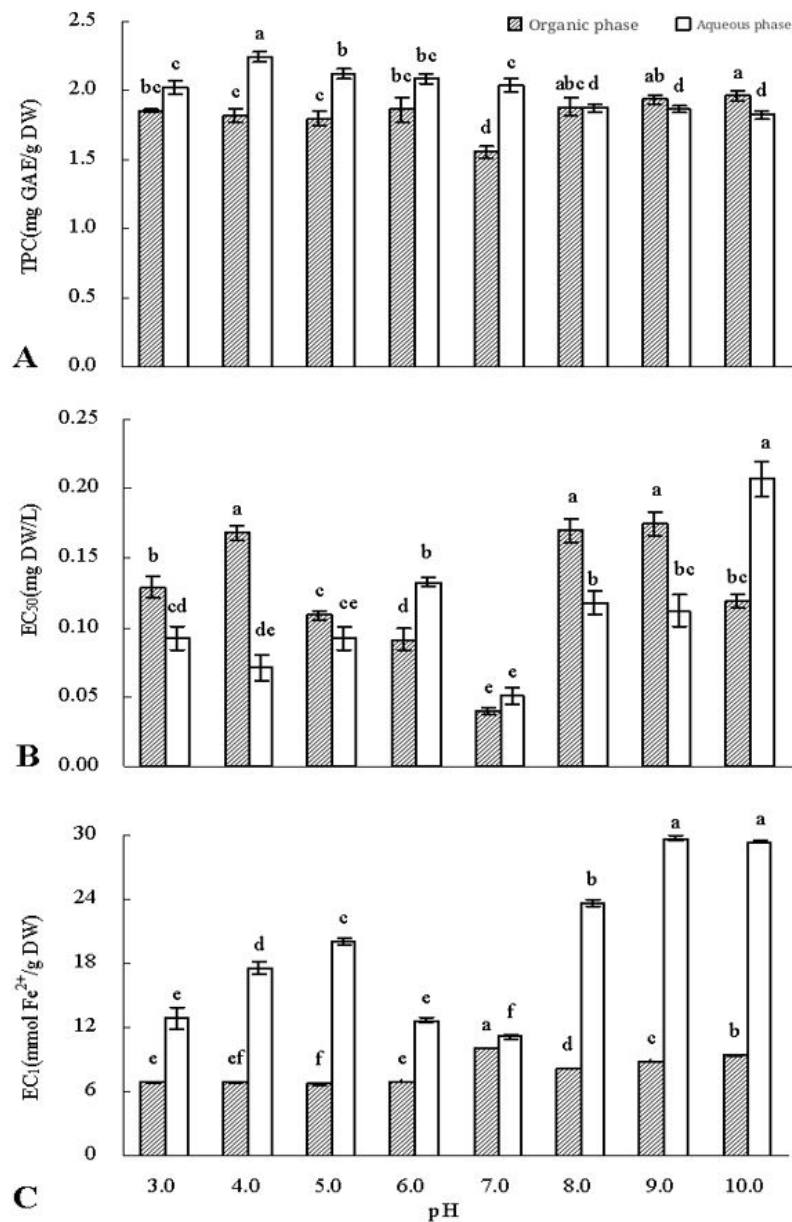 Organic phase Aqueous phase
TPC(mg GAE/g DW)
2.5
2.0
1.5
1.0
0.5
0.0
bc c c a c b bc bc d c abc d ab d a d
A
EC50(mg DW/L)
0.25
0.20
0.15
0.10
0.05
0.00
b cd a de c ce d b e e a b a bc bc a
B
EC1(mmol Fe2+/g DW)
30
24
18
12
6
0
e e ef d f c e e a f d b c a b a
C
3.0 4.0 5.0 6.0 7.0 8.0 9.0 10.0
pH